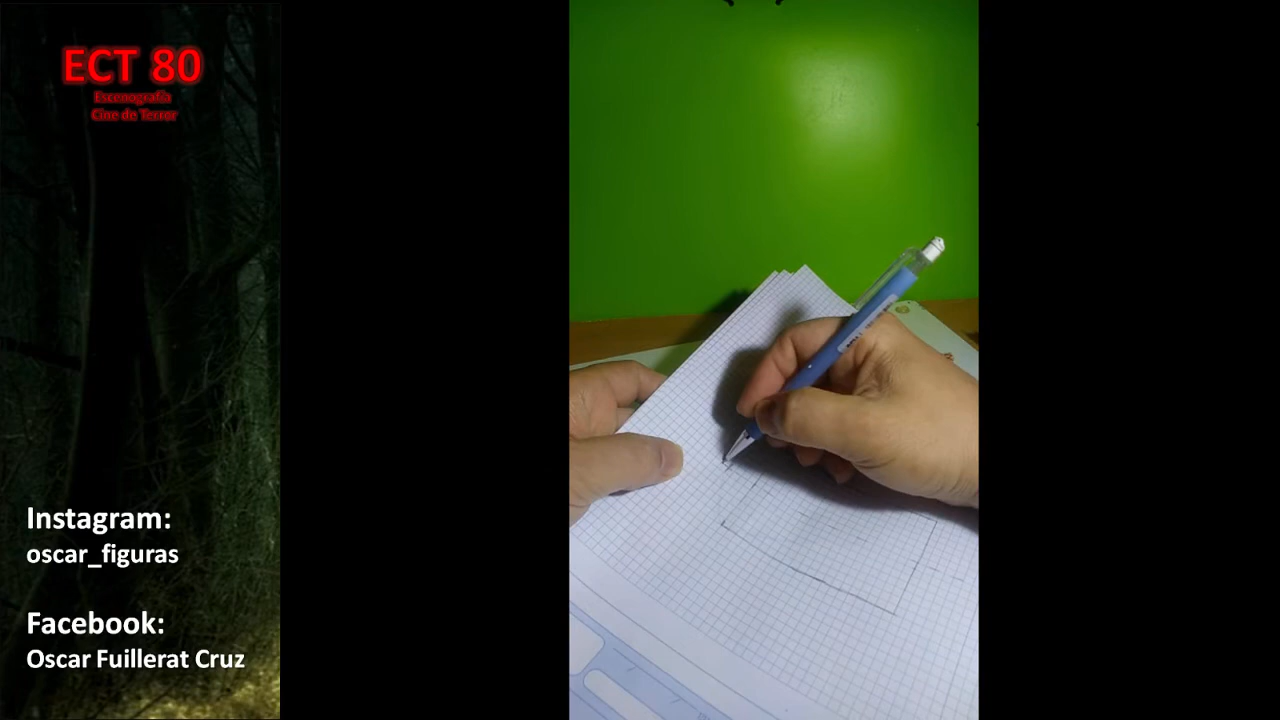 ECT 80
Escenografía
Cine de Terror
Instagram:
oscar_figuras
Facebook:
Oscar Fuillerat Cruz